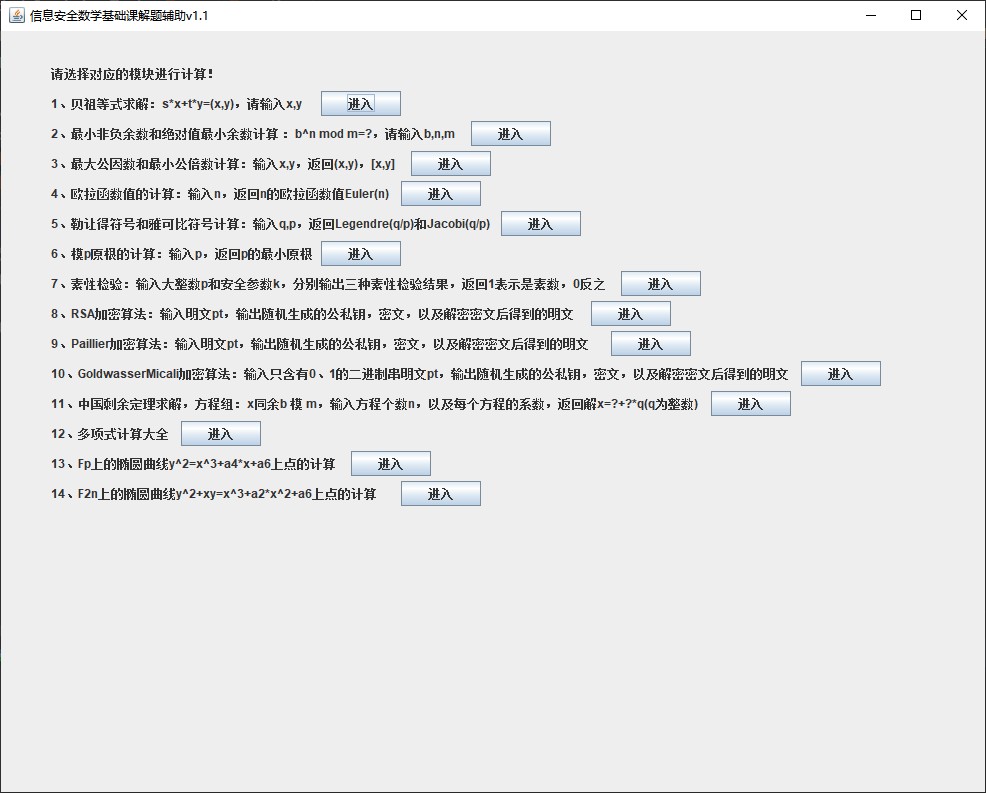 信息安全数学基础课解题辅助v1.1
请选择对应的模块进行计算！
1、贝祖等式求解：s*x+t*y=(x,y)，请输入x,y 进入
2、最小非负余数和绝对值最小余数计算 ：b^n mod m=?，请输入b,n,m 进入
3、最大公因数和最小公倍数计算：输入x,y，返回(x,y)，[x,y] 进入
4、欧拉函数值的计算：输入n，返回n的欧拉函数值Euler(n) 进入
5、勒让得符号和雅可比符号计算：输入q,p，返回Legendre(q/p)和Jacobi(q/p) 进入
6、模p原根的计算：输入p，返回p的最小原根 进入
7、素性检验：输入大整数p和安全参数k，分别输出三种素性检验结果，返回1表示是素数，0反之 进入
8、RSA加密算法：输入明文pt，输出随机生成的公私钥，密文，以及解密密文后得到的明文 进入
9、Paillier加密算法：输入明文pt，输出随机生成的公私钥，密文，以及解密密文后得到的明文 进入
10、GoldwasserMicali加密算法：输入只含有0、1的二进制串明文pt，输出随机生成的公私钥，密文，以及解密密文后得到的明文 进入
11、中国剩余定理求解，方程组：x同余b 模 m，输入方程个数n，以及每个方程的系数，返回解x=?+?*q(q为整数) 进入
12、多项式计算大全 进入
13、Fp上的椭圆曲线y^2=x^3+a4*x+a6上点的计算 进入
14、F2n上的椭圆曲线y^2+xy=x^3+a2*x^2+a6上点的计算 进入